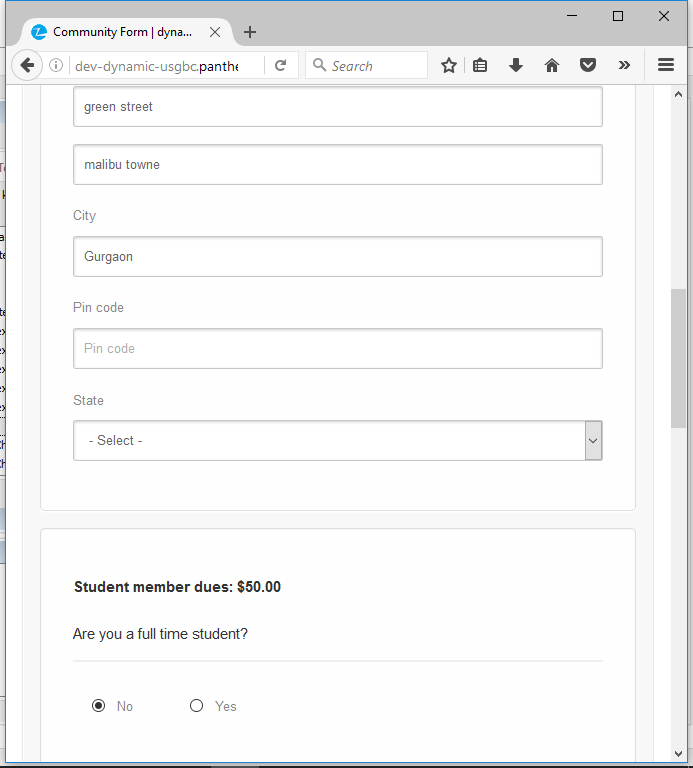 Community Form | dyna...
dev-dynamic-usgbc.panthe
Search
green street
malibu towne
City
Gurgaon
Pin code
Pin code
State
- Select -
Student member dues: $50.00
Are you a full time student?
No
Yes